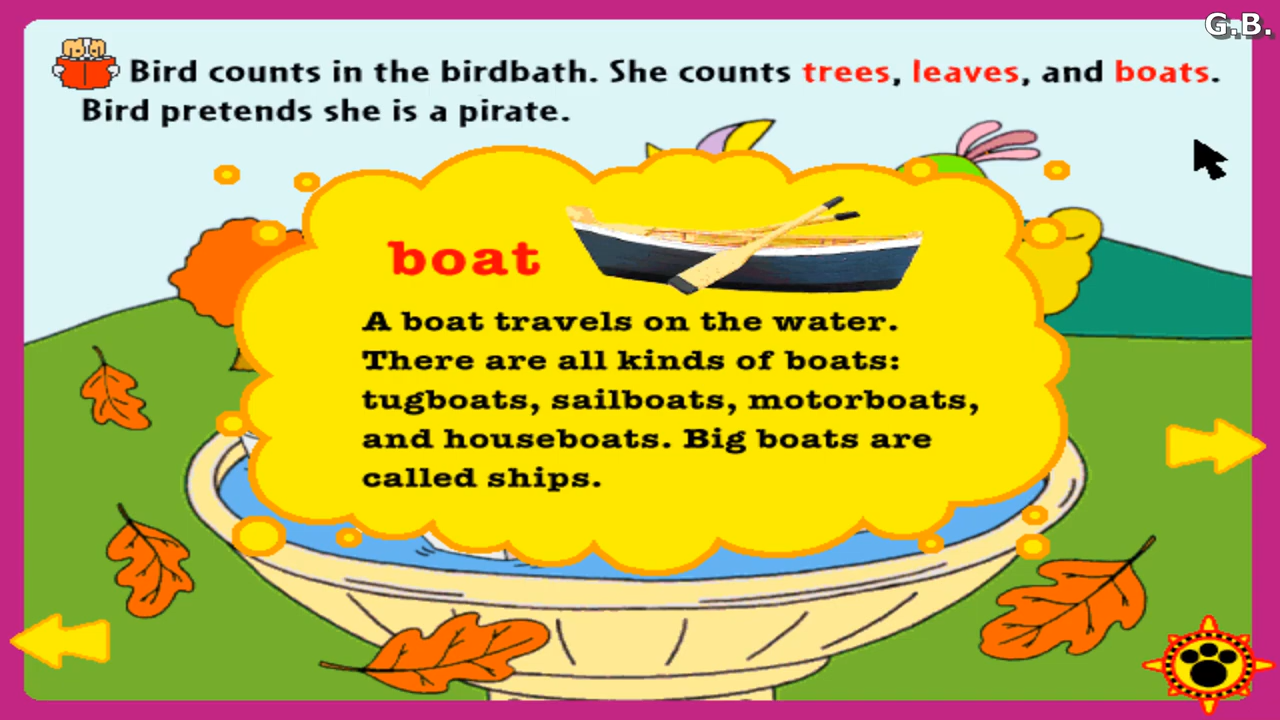 G.B.
Bird counts in the birdbath. She counts trees, leaves, and boats.
Bird pretends she is a pirate.
boat
A boat travels on the water.
There are all kinds of boats:
tugboats, sailboats, motorboats,
and houseboats. Big boats are
called ships.